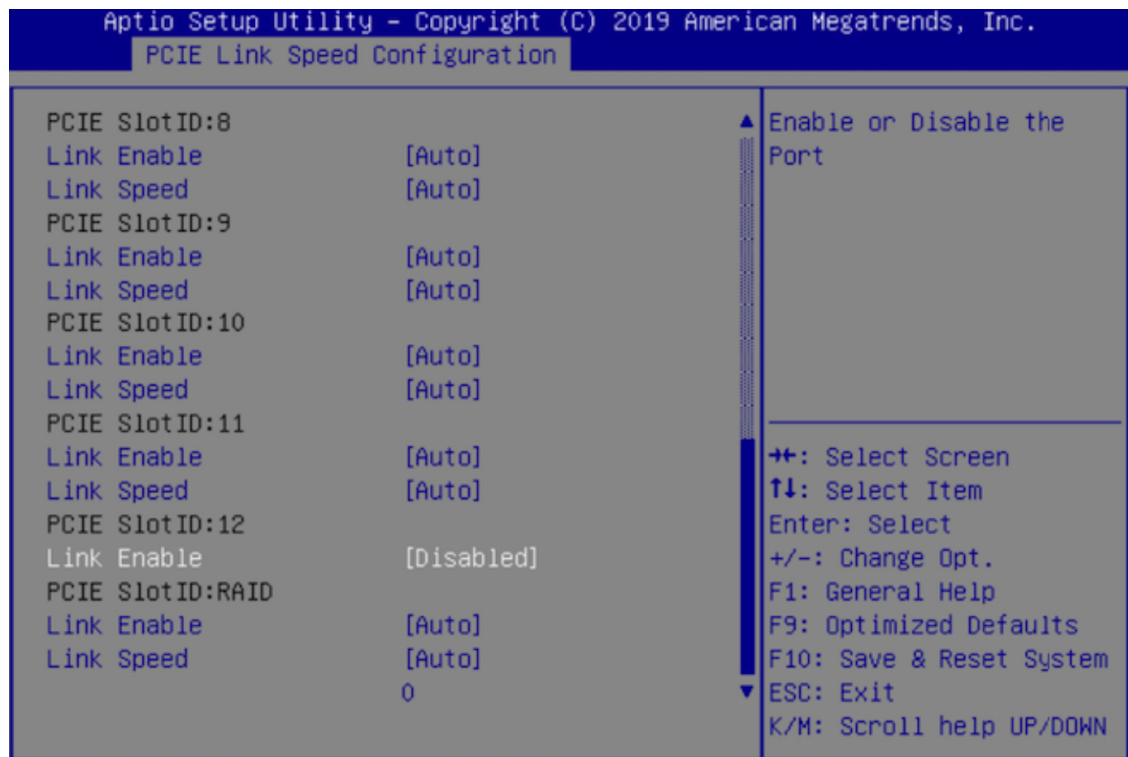 Aptio Setup Utility – Copyright (C) 2019 American Megatrends, Inc.
PCIE Link Speed Configuration
PCIE SlotID:8
Link Enable [Auto]
Link Speed [Auto]
PCIE SlotID:9
Link Enable [Auto]
Link Speed [Auto]
PCIE SlotID:10
Link Enable [Auto]
Link Speed [Auto]
PCIE SlotID:11
Link Enable [Auto]
Link Speed [Auto]
PCIE SlotID:12
Link Enable [Disabled]
PCIE SlotID:RAID
Link Enable [Auto]
Link Speed [Auto]
0
Enable or Disable the
Port
→←: Select Screen
↑↓: Select Item
Enter: Select
+/-: Change Opt.
F1: General Help
F9: Optimized Defaults
F10: Save & Reset System
ESC: Exit
K/M: Scroll help UP/DOWN